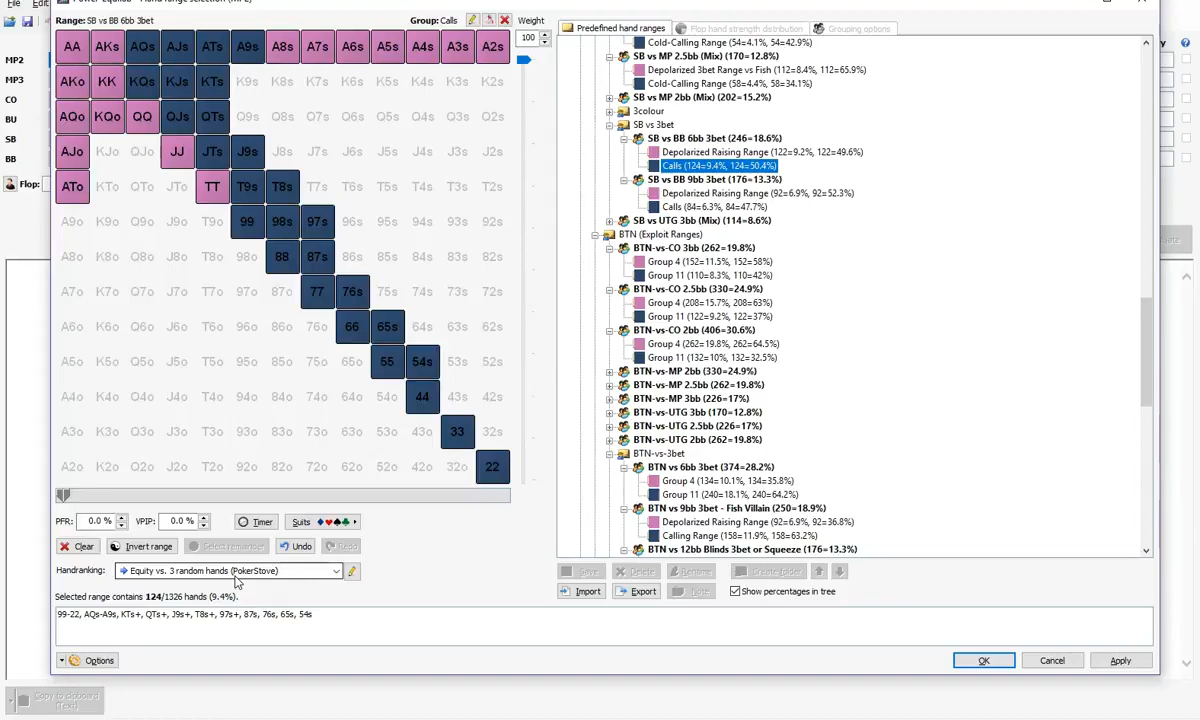 File Edit
Power-Equilab - Hand range selection (MP2)
Range: SB vs BB 6bb 3bet
Group: Calls
Weight
100
MP2
MP3
CO
BU
SB
BB
Flop:
AA AKs AQs AJs ATs A9s A8s A7s A6s A5s A4s A3s A2s
AKo KK KQs KJs KTs K9s K8s K7s K6s K5s K4s K3s K2s
AQo KQo QQ QJs QTs Q9s Q8s Q7s Q6s Q5s Q4s Q3s Q2s
AJo KJo QJo JJ JTs J9s J8s J7s J6s J5s J4s J3s J2s
ATo KTo QTo JTo TT T9s T8s T7s T6s T5s T4s T3s T2s
A9o K9o Q9o J9o T9o 99 98s 97s 96s 95s 94s 93s 92s
A8o K8o Q8o J8o T8o 98o 88 87s 86s 85s 84s 83s 82s
A7o K7o Q7o J7o T7o 97o 87o 77 76s 75s 74s 73s 72s
A6o K6o Q6o J6o T6o 96o 86o 76o 66 65s 64s 63s 62s
A5o K5o Q5o J5o T5o 95o 85o 75o 65o 55 54s 53s 52s
A4o K4o Q4o J4o T4o 94o 84o 74o 64o 54o 44 43s 42s
A3o K3o Q3o J3o T3o 93o 83o 73o 63o 53o 43o 33 32s
A2o K2o Q2o J2o T2o 92o 82o 72o 62o 52o 42o 32o 22
PFR: 0.0 % VPIP: 0.0 % Timer Suits
Clear Invert range Select remainder Undo Redo
Handranking: Equity vs. 3 random hands (PokerStove)
Selected range contains 124/1326 hands (9.4%).
99-22, AQs-A9s, KTs+, QTs+, J9s+, T8s+, 97s+, 87s, 76s, 65s, 54s
Options
Predefined hand ranges Flop hand strength distribution Grouping options
Cold-Calling Range (54=4.1%, 54=42.9%)
SB vs MP 2.5bb (Mix) (170=12.8%)
Depolarized 3bet Range vs Fish (112=8.4%, 112=65.9%)
Cold-Calling Range (58=4.4%, 58=34.1%)
SB vs MP 2bb (Mix) (202=15.2%)
3colour
SB vs 3bet
SB vs BB 6bb 3bet (246=18.6%)
Depolarized Raising Range (122=9.2%, 122=49.6%)
Calls (124=9.4%, 124=50.4%)
SB vs BB 9bb 3bet (176=13.3%)
Depolarized Raising Range (92=6.9%, 92=52.3%)
Calls (84=6.3%, 84=47.7%)
SB vs UTG 3bb (Mix) (114=8.6%)
BTN (Exploit Ranges)
BTN-vs-CO 3bb (262=19.8%)
Group 4 (152=11.5%, 152=58%)
Group 11 (110=8.3%, 110=42%)
BTN-vs-CO 2.5bb (330=24.9%)
Group 4 (208=15.7%, 208=63%)
Group 11 (122=9.2%, 122=37%)
BTN-vs-CO 2bb (406=30.6%)
Group 4 (262=19.8%, 262=64.5%)
Group 11 (132=10%, 132=32.5%)
BTN-vs-MP 2bb (330=24.9%)
BTN-vs-MP 2.5bb (262=19.8%)
BTN-vs-MP 3bb (226=17%)
BTN-vs-UTG 3bb (170=12.8%)
BTN-vs-UTG 2.5bb (226=17%)
BTN-vs-UTG 2bb (262=19.8%)
BTN-vs-3bet
BTN vs 6bb 3bet (374=28.2%)
Group 4 (134=10.1%, 134=35.8%)
Group 11 (240=18.1%, 240=64.2%)
BTN vs 9bb 3bet - Fish Villain (250=18.9%)
Depolarized Raising Range (92=6.9%, 92=36.8%)
Calling Range (158=11.9%, 158=63.2%)
BTN vs 12bb Blinds 3bet or Squeeze (176=13.3%)
Save Delete Rename Create folder
Import Export Note Show percentages in tree
OK Cancel Apply
Copy to clipboard
(Text)